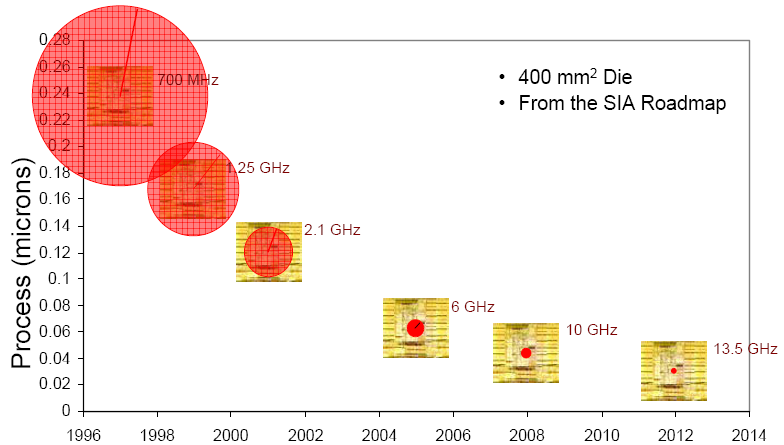 0.28
0.26
0.24
0.22
0.2
0.18
0.16
0.14
0.12
0.1
0.08
0.06
0.04
0.02
0
Process (microns)
700 MHz
1.25 GHz
2.1 GHz
6 GHz
10 GHz
13.5 GHz
• 400 mm² Die
• From the SIA Roadmap
1996 1998 2000 2002 2004 2006 2008 2010 2012 2014